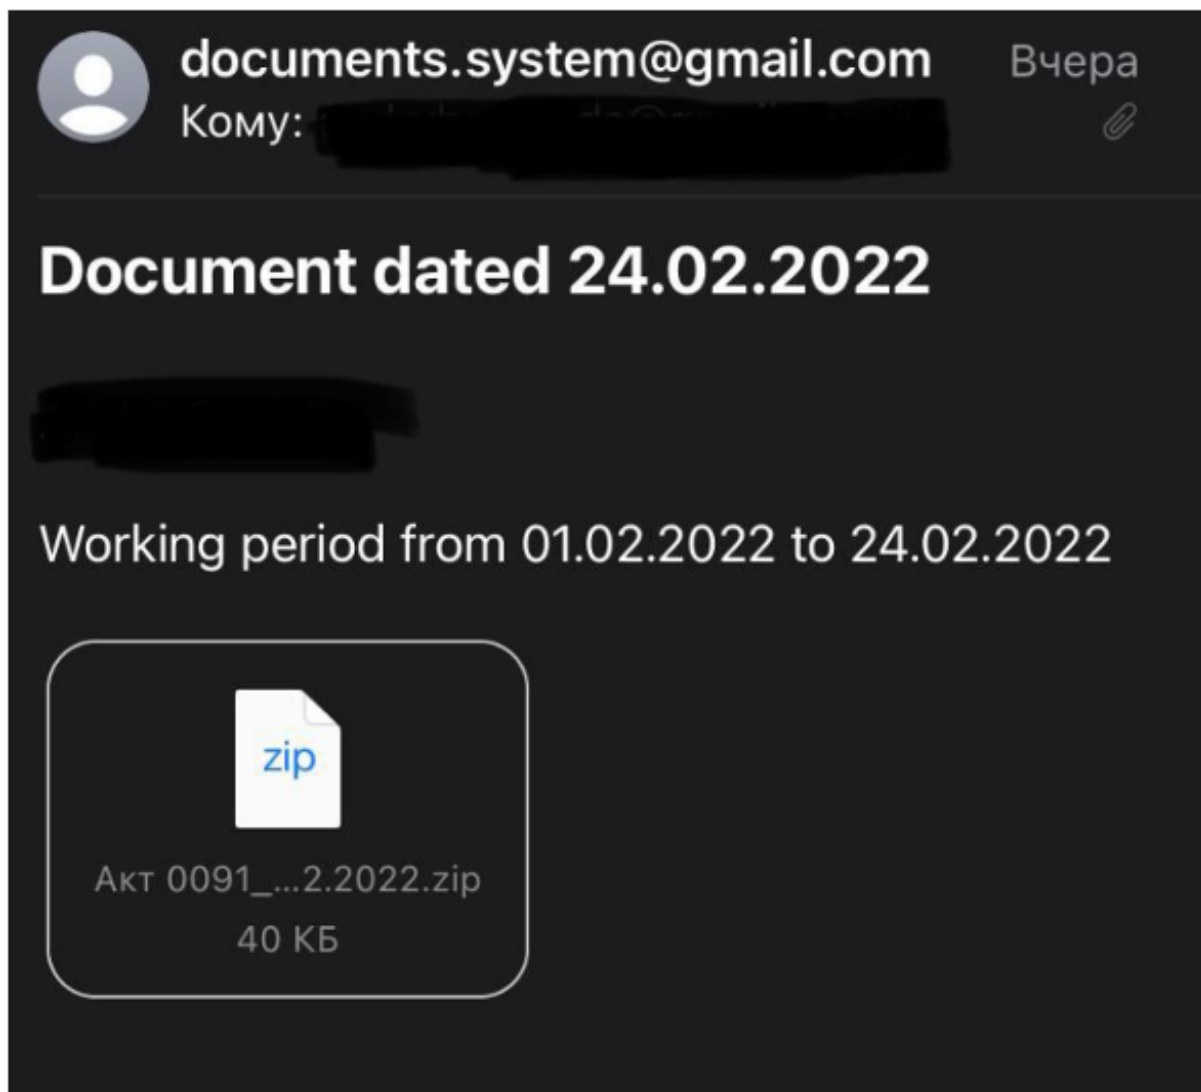 documents.system@gmail.com
Вчера
Кому:
Document dated 24.02.2022
Working period from 01.02.2022 to 24.02.2022
zip
Акт 0091_...2.2022.zip
40 КБ